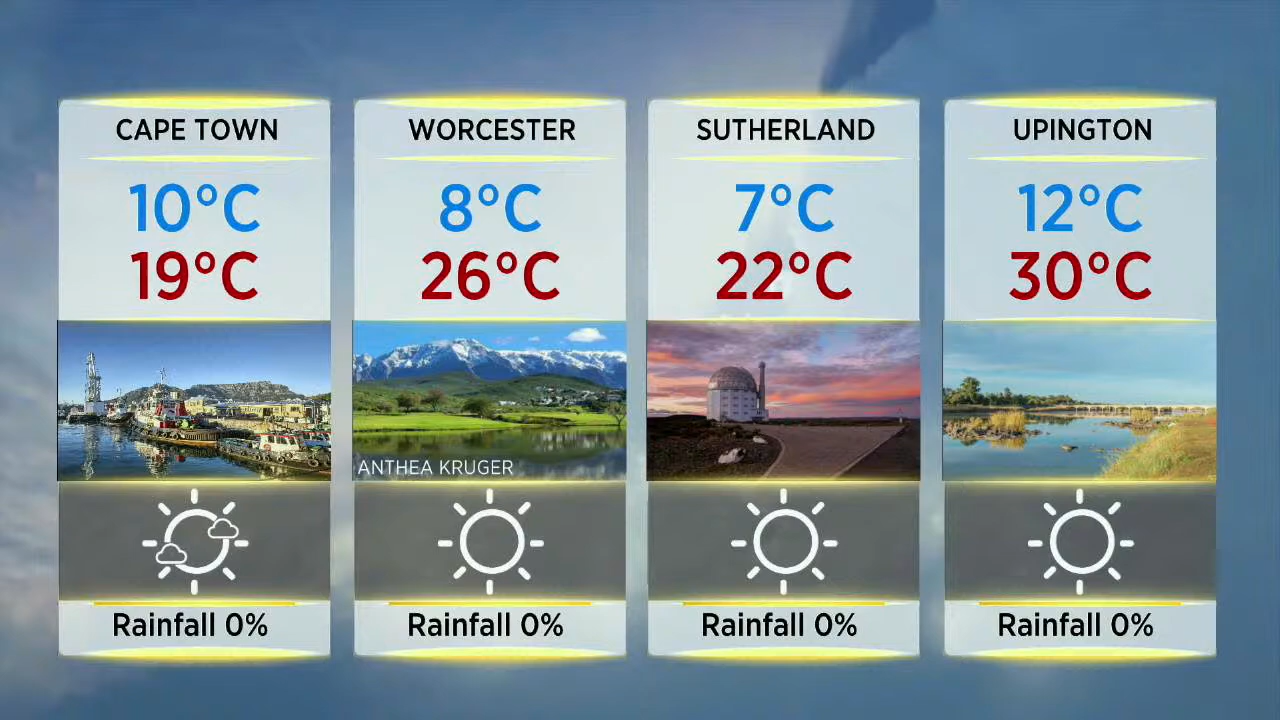 CAPE TOWN
10°C
19°C
Rainfall 0%
WORCESTER
8°C
26°C
ANTHEA KRUGER
Rainfall 0%
SUTHERLAND
7°C
22°C
Rainfall 0%
UPINGTON
12°C
30°C
Rainfall 0%